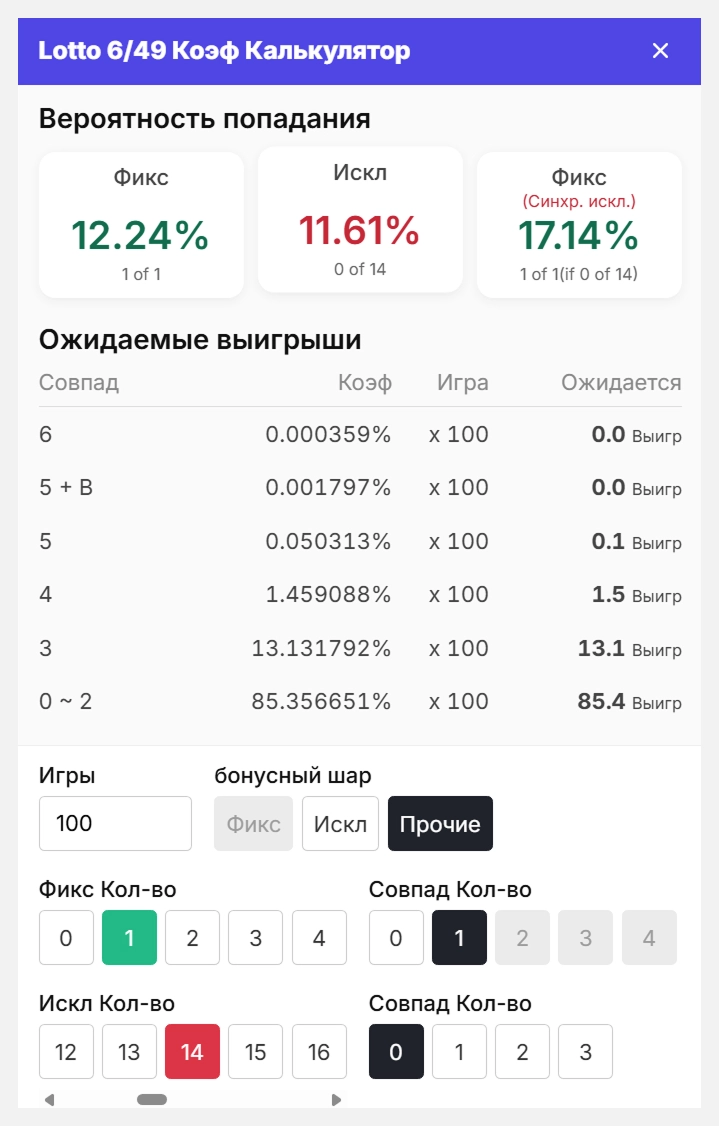 Lotto 6/49 Коэф Калькулятор
Вероятность попадания
Фикс
12.24%
1 of 1
Искл
11.61%
0 of 14
Фикс
(Синхр. искл.)
17.14%
1 of 1(if 0 of 14)
Ожидаемые выигрыши
Совпад Коэф Игра Ожидается
6 0.000359% x 100 0.0 Выигр
5 + B 0.001797% x 100 0.0 Выигр
5 0.050313% x 100 0.1 Выигр
4 1.459088% x 100 1.5 Выигр
3 13.131792% x 100 13.1 Выигр
0 ~ 2 85.356651% x 100 85.4 Выигр
Игры бонусный шар
100 Фикс Искл Прочие
Фикс Кол-во Совпад Кол-во
0 1 2 3 4 0 1 2 3 4
Искл Кол-во Совпад Кол-во
12 13 14 15 16 0 1 2 3